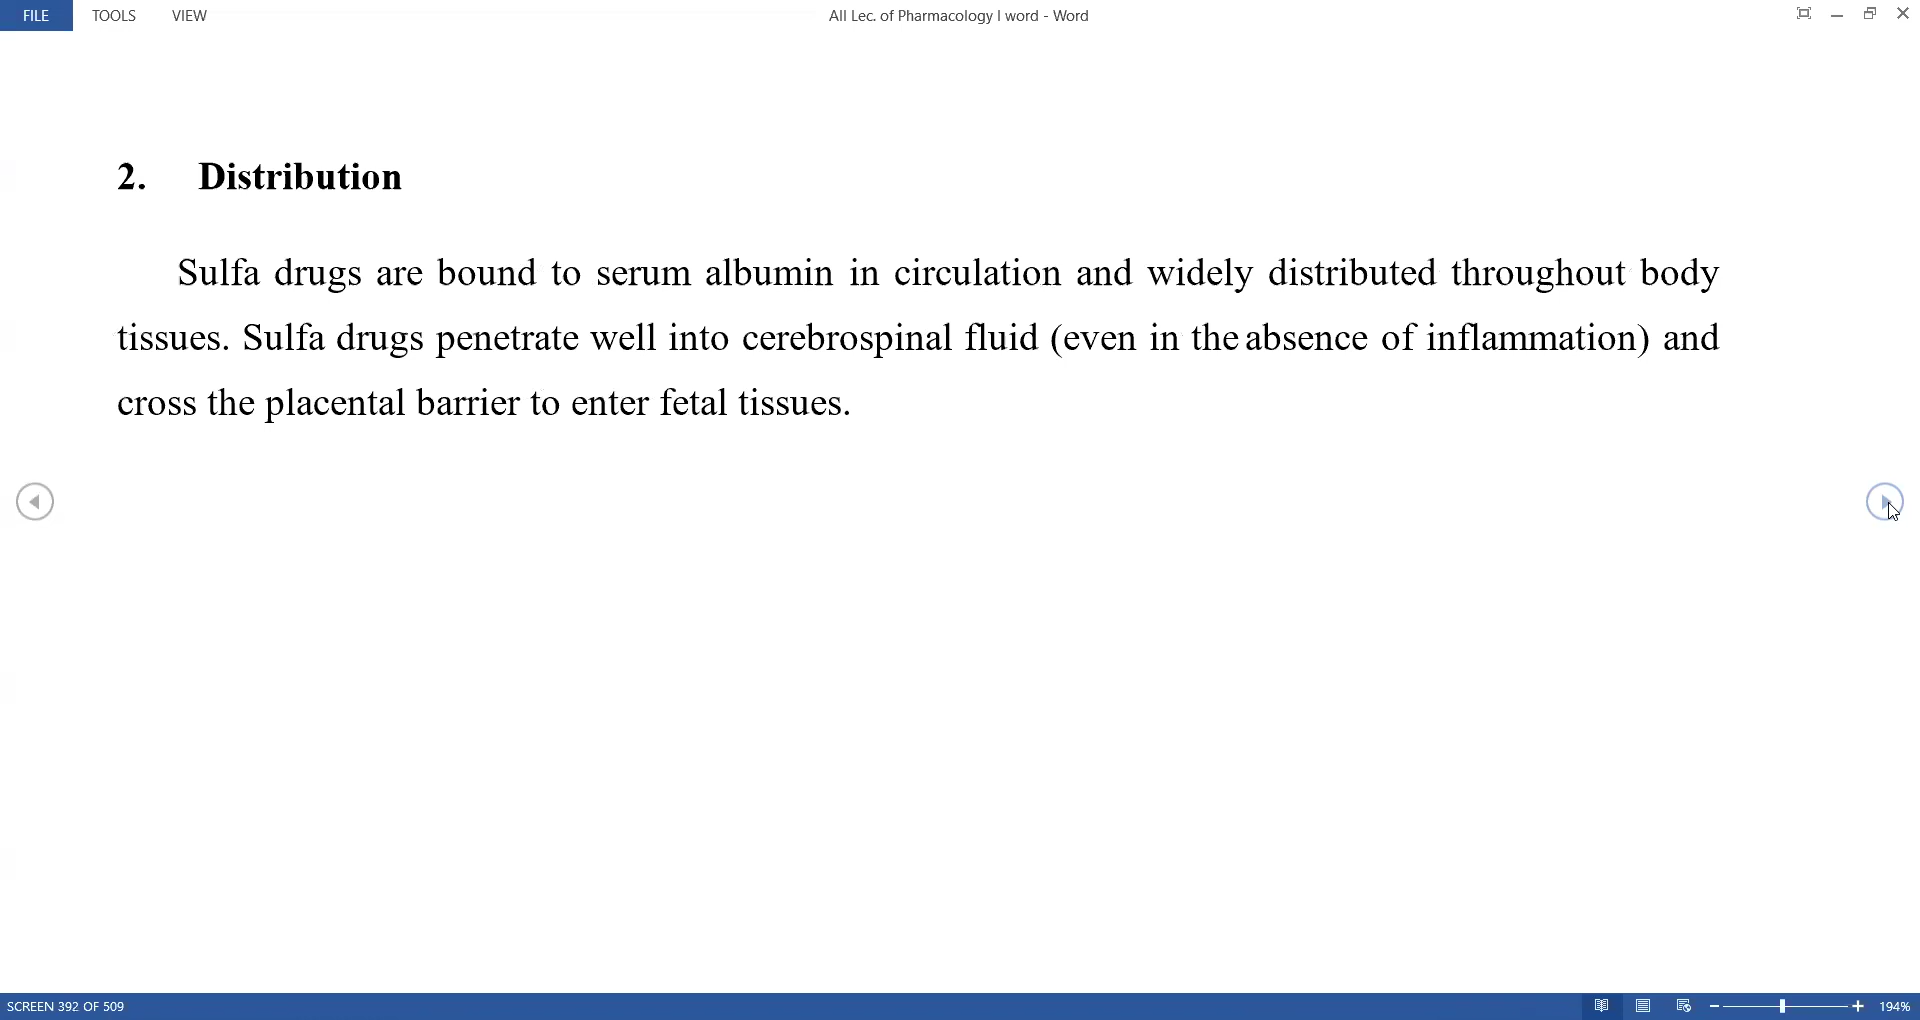 FILE TOOLS VIEW All Lec. of Pharmacology I word - Word
2. Distribution
Sulfa drugs are bound to serum albumin in circulation and widely distributed throughout body
tissues. Sulfa drugs penetrate well into cerebrospinal fluid (even in the absence of inflammation) and
cross the placental barrier to enter fetal tissues.
SCREEN 392 OF 509 194%